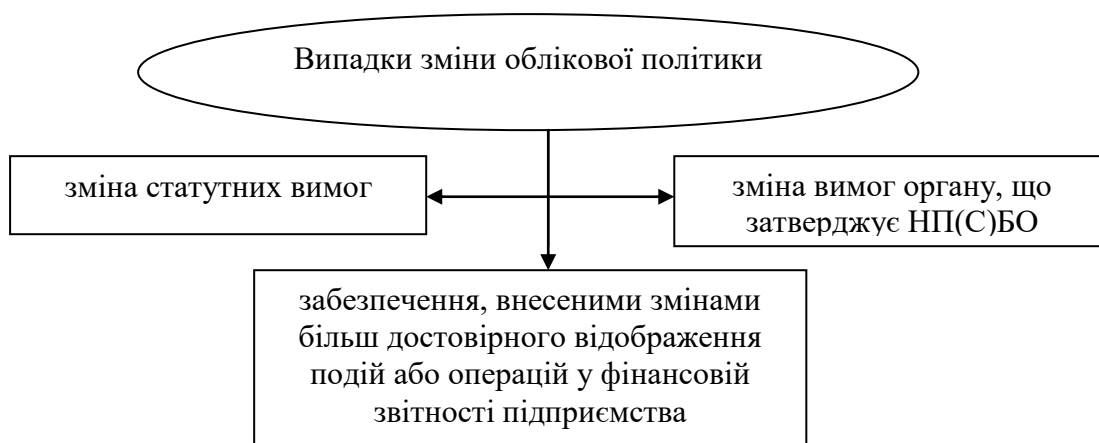 Випадки зміни облікової політики
зміна статутних вимог
зміна вимог органу, що
затверджує НП(С)БО
забезпечення, внесеними змінами
більш достовірного відображення
подій або операцій у фінансовій
звітності підприємства